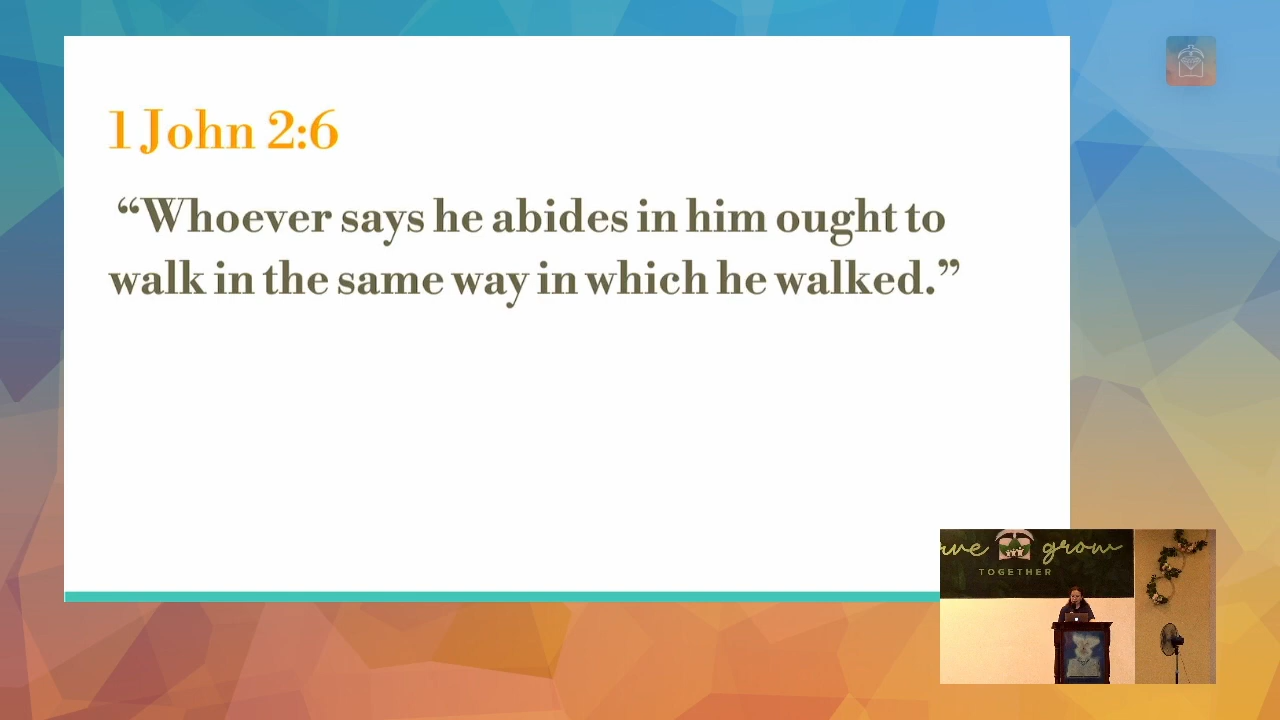 1 John 2:6
“Whoever says he abides in him ought to
walk in the same way in which he walked.”
grow
TOGETHER